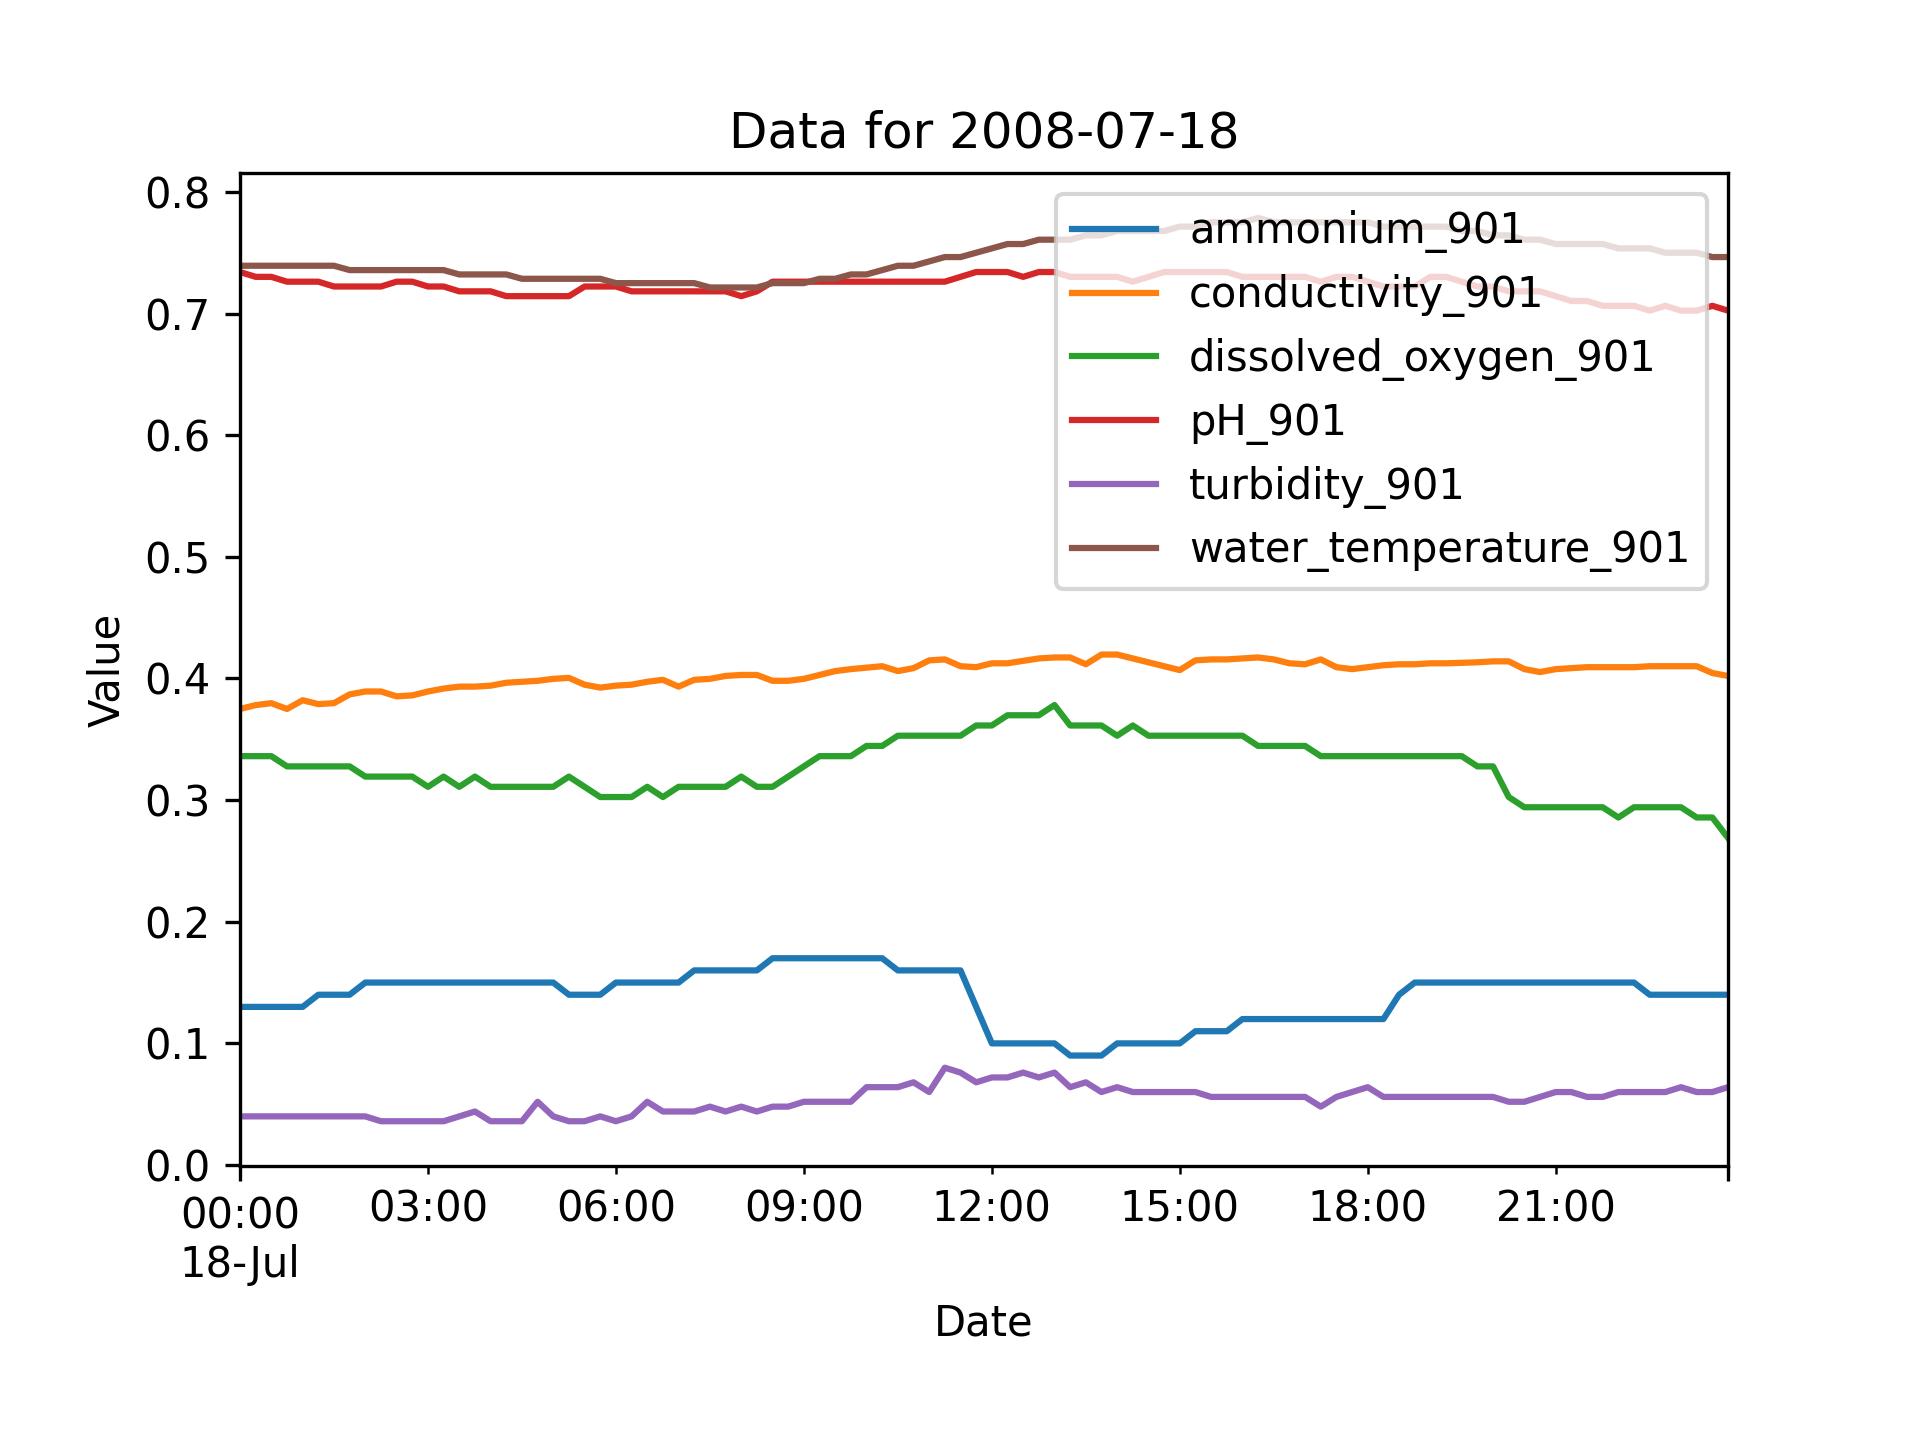 Data for 2008-07-18
0.8
0.7
0.6
0.5
0.4
0.3
0.2
0.1
0.0
Value
ammonium_901
conductivity_901
dissolved_oxygen_901
pH_901
turbidity_901
water_temperature_901
00:00 03:00 06:00 09:00 12:00 15:00 18:00 21:00
18-Jul
Date